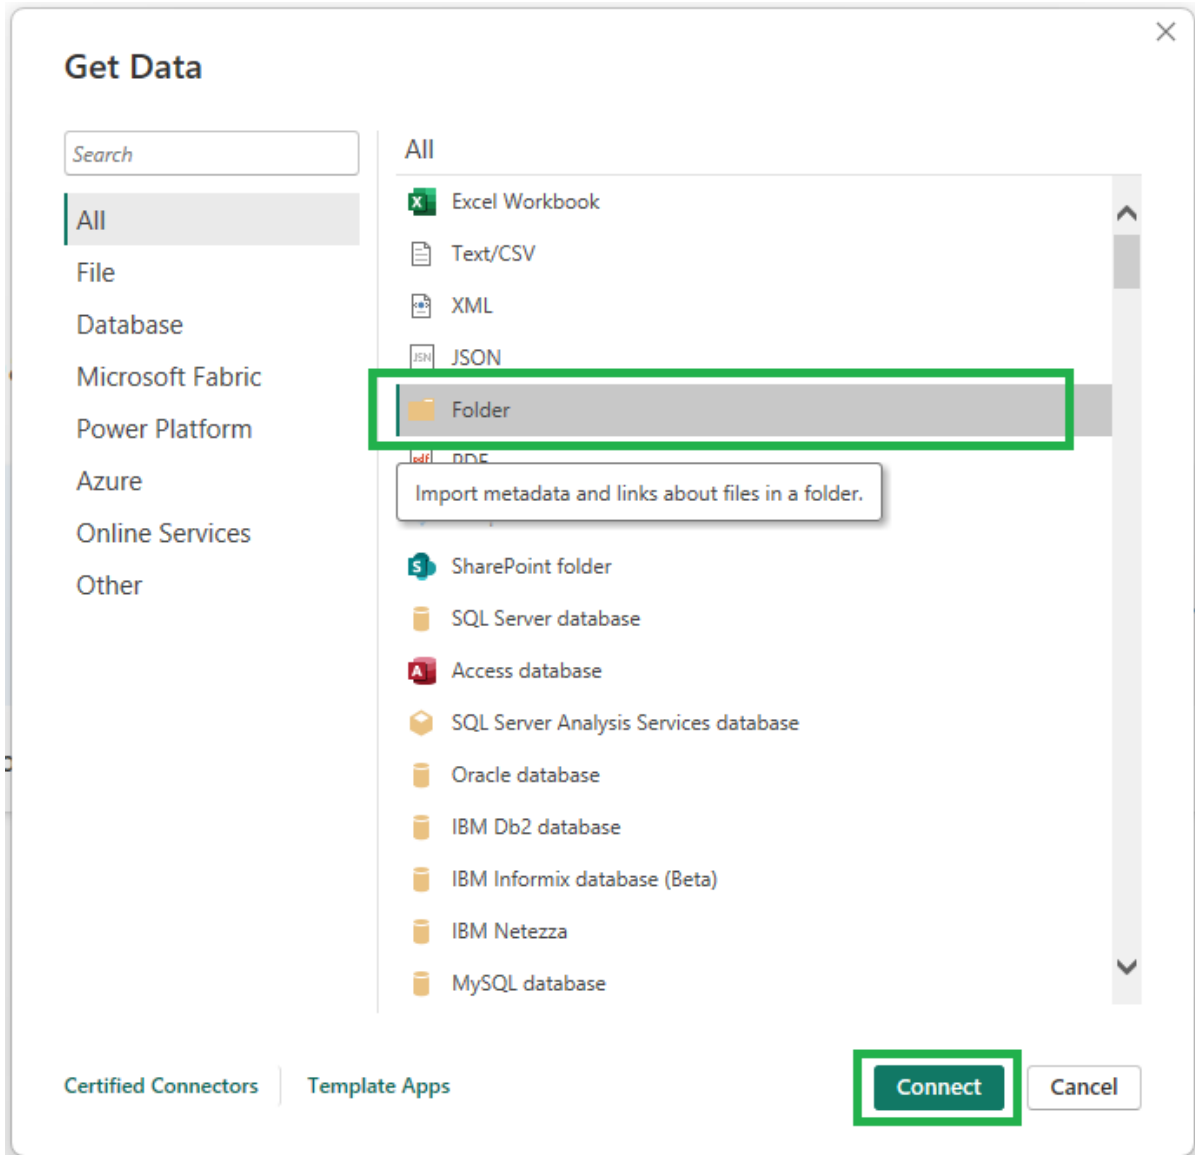 Get Data
Search
All
File
Database
Microsoft Fabric
Power Platform
Azure
Online Services
Other
All
Excel Workbook
Text/CSV
XML
JSN JSON
Folder
pdf PDF
Import metadata and links about files in a folder.
SharePoint folder
SQL Server database
Access database
SQL Server Analysis Services database
Oracle database
IBM Db2 database
IBM Informix database (Beta)
IBM Netezza
MySQL database
Certified Connectors
Template Apps
Connect
Cancel